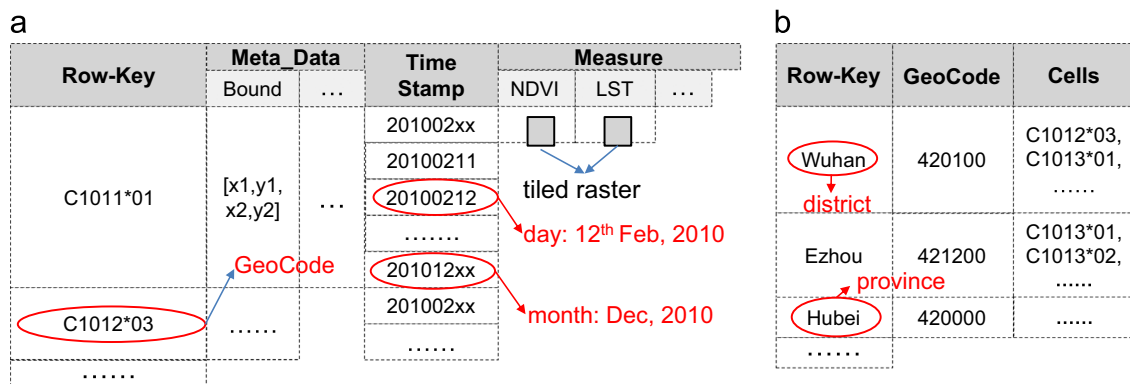 a
Row-Key
Meta_Data
Time
Stamp
Measure
Bound
...
NDVI
LST
...
C1011*01
[x1,y1,
x2,y2]
...
201002xx
20100211
20100212
.......
201012xx
201002xx
......
tiled raster
day: 12th Feb, 2010
GeoCode
month: Dec, 2010
C1012*03
......
......
b
Row-Key
GeoCode
Cells
Wuhan
420100
C1012*03,
C1013*01,
......
district
Ezhou
421200
C1013*01,
C1013*02,
......
province
Hubei
420000
......
......